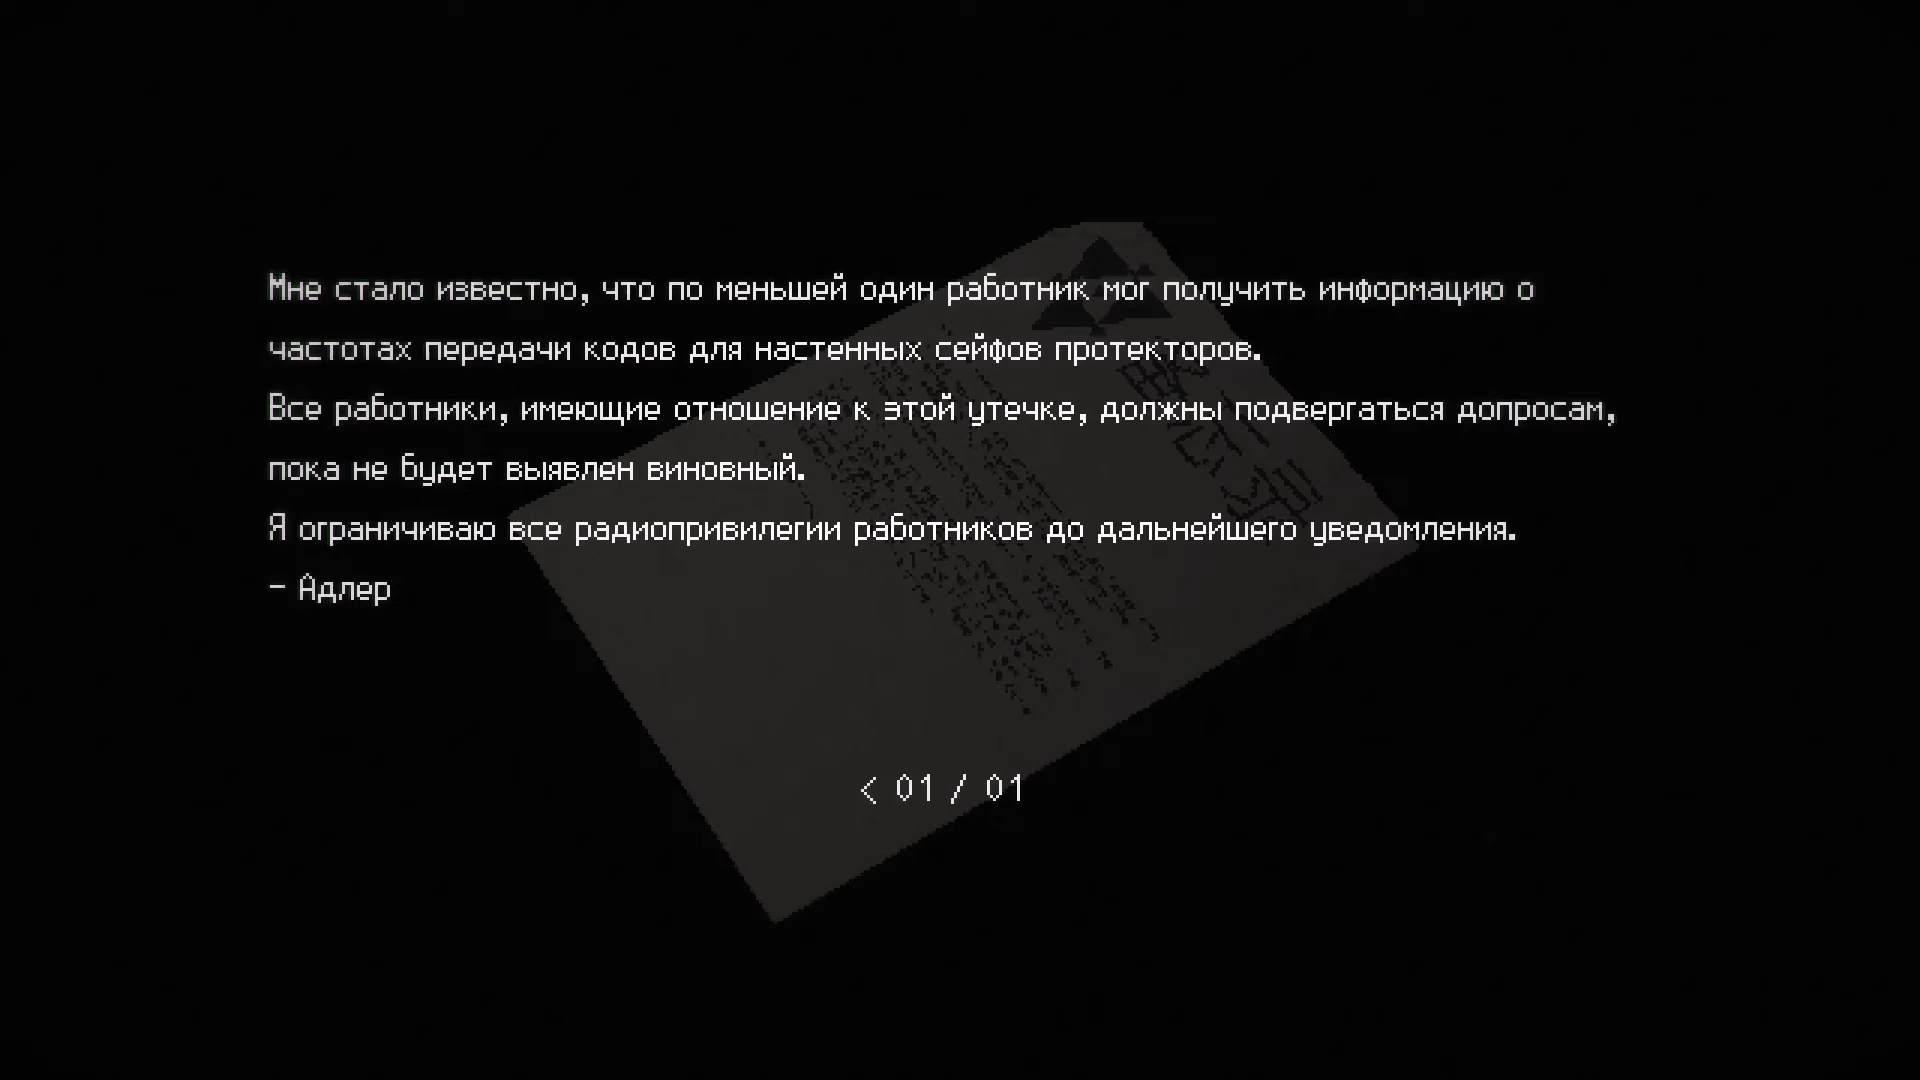 Мне стало известно, что по меньшей один работник мог получить информацию о
частотах передачи кодов для настенных сейфов протекторов.
Все работники, имеющие отношение к этой утечке, должны подвергаться допросам,
пока не будет выявлен виновный.
Я ограничиваю все радиопривилегии работников до дальнейшего уведомления.
- Адлер
< 01 / 01